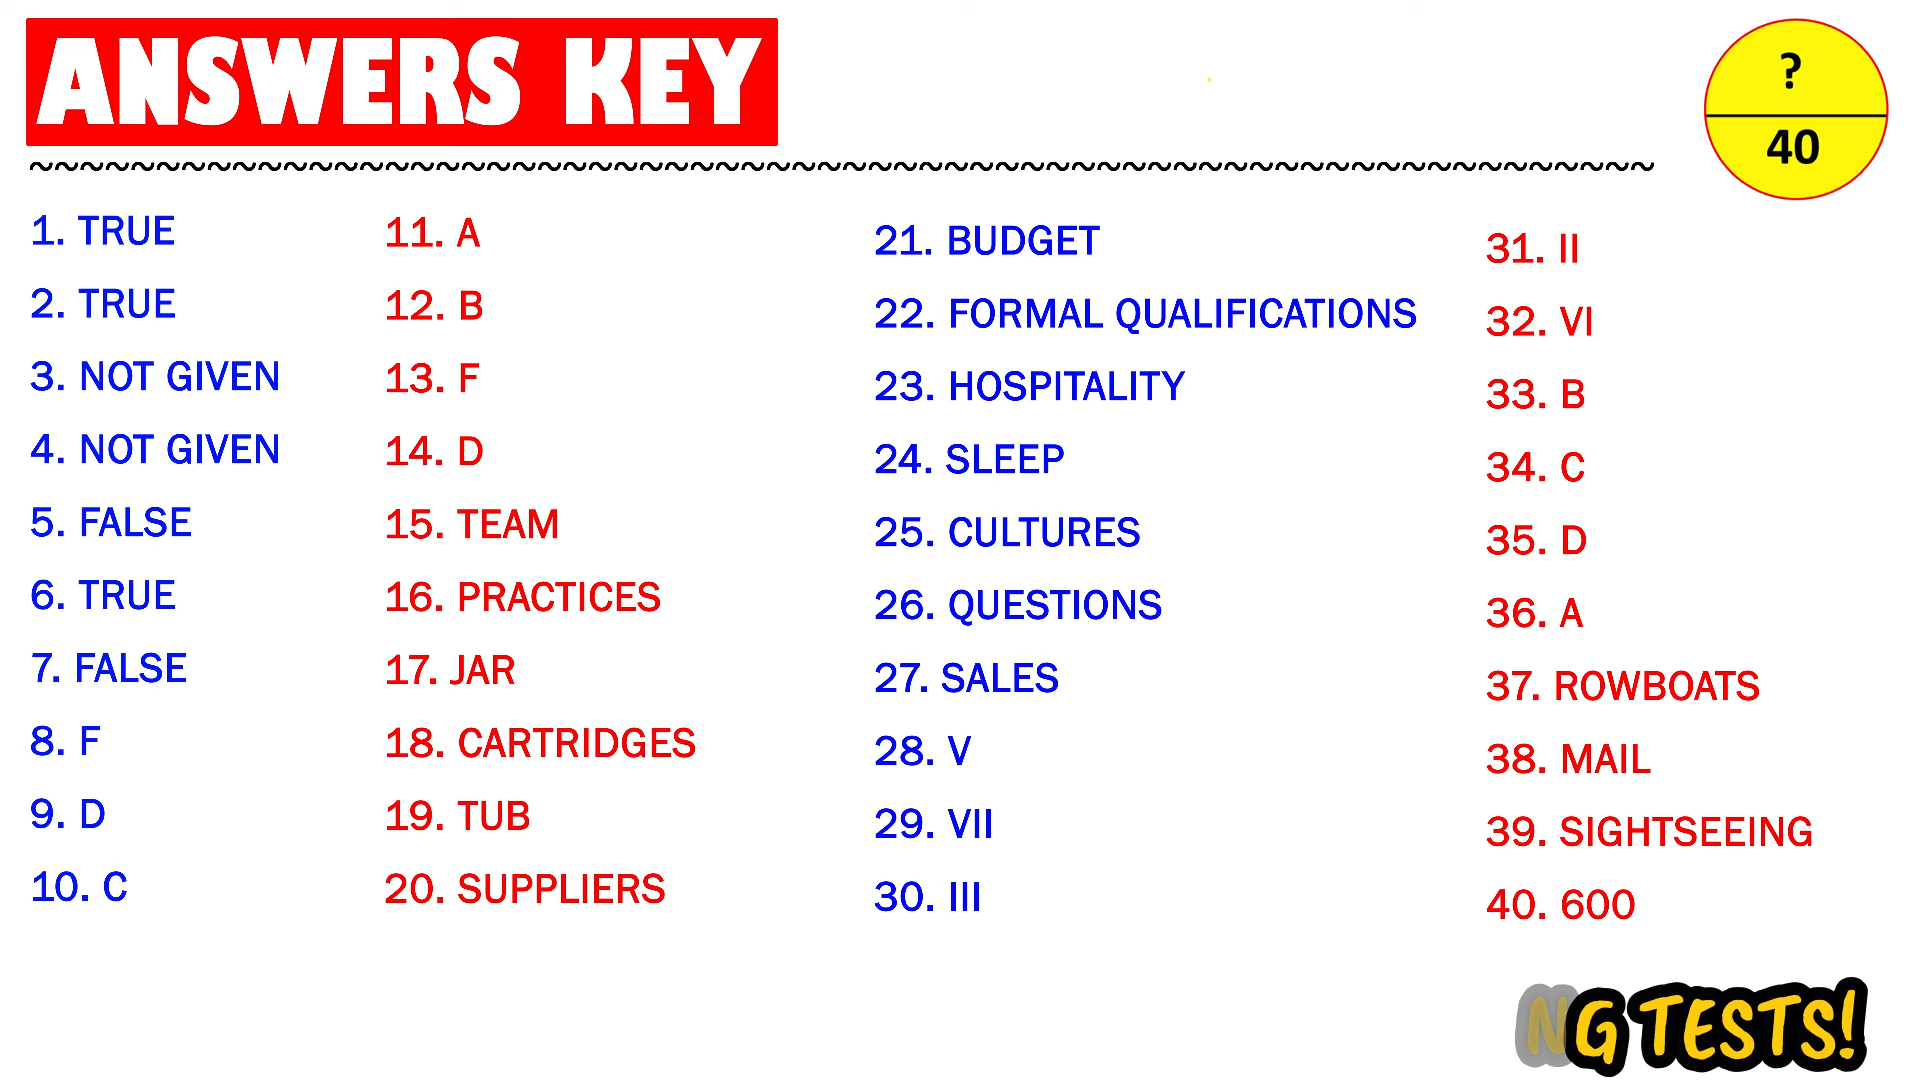 ANSWERS KEY
?
40
~~~~~~~~~~~~~~~~~~~~~~~~~~~~~~~~~~~~~~~~~~~~~~~~~~~~~~~~~~~~~~~~
1. TRUE
2. TRUE
3. NOT GIVEN
4. NOT GIVEN
5. FALSE
6. TRUE
7. FALSE
8. F
9. D
10. C
11. A
12. B
13. F
14. D
15. TEAM
16. PRACTICES
17. JAR
18. CARTRIDGES
19. TUB
20. SUPPLIERS
21. BUDGET
22. FORMAL QUALIFICATIONS
23. HOSPITALITY
24. SLEEP
25. CULTURES
26. QUESTIONS
27. SALES
28. V
29. VII
30. III
31. II
32. VI
33. B
34. C
35. D
36. A
37. ROWBOATS
38. MAIL
39. SIGHTSEEING
40. 600
NG TESTS!